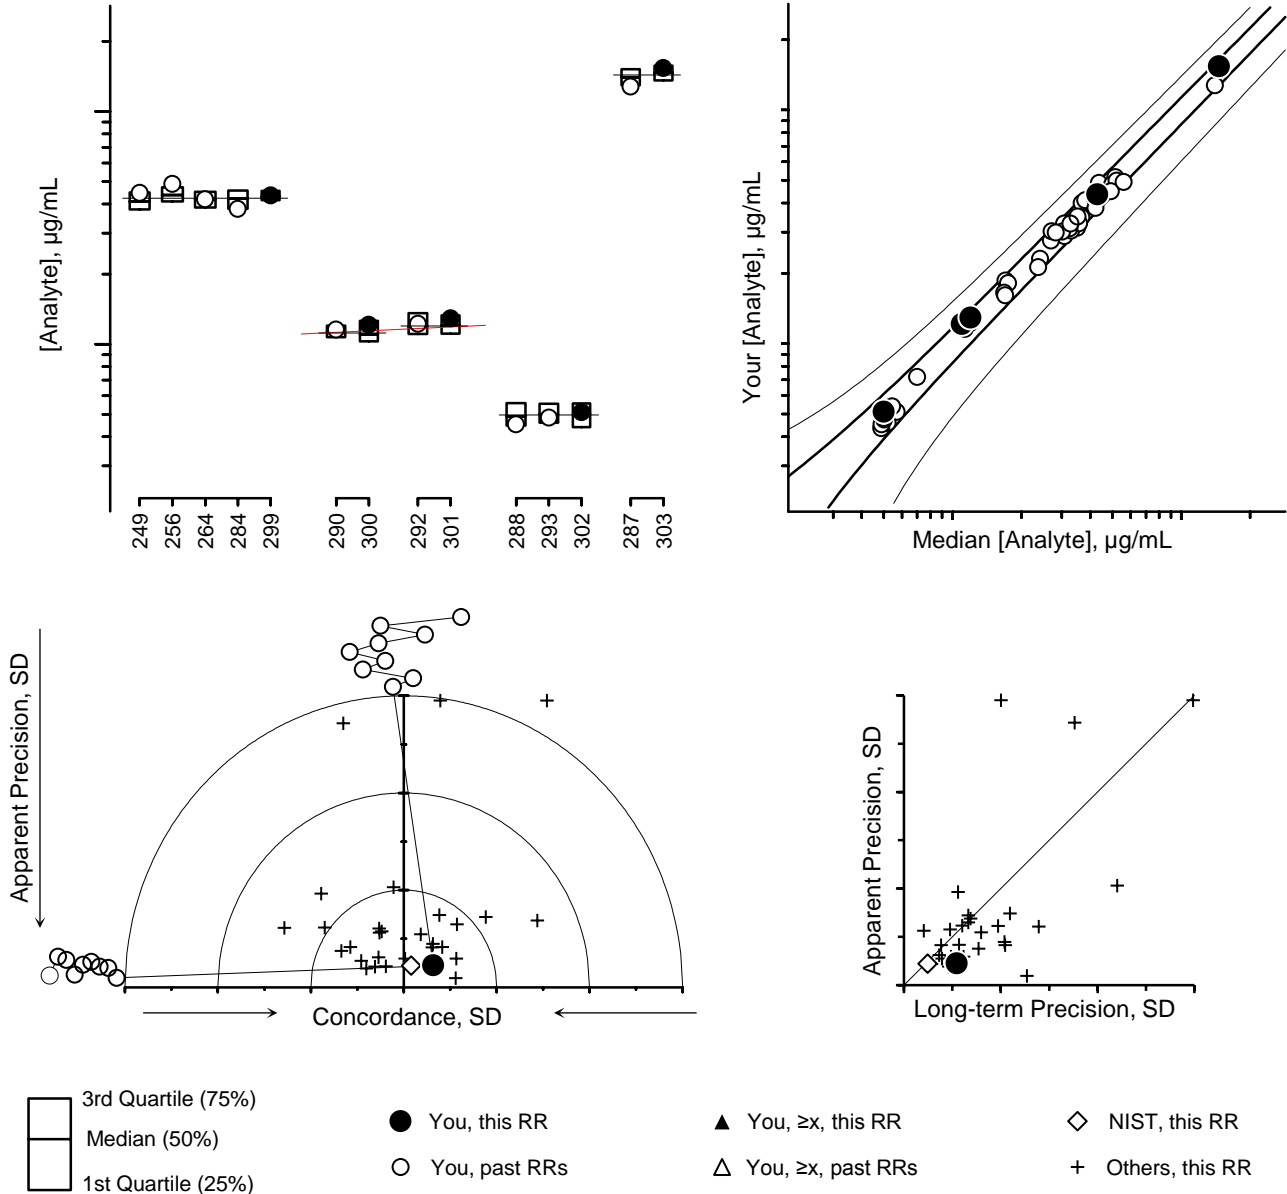 [Analyte], µg/mL
249
256
264
284
299
290
300
292
301
288
293
302
287
303
Your [Analyte], µg/mL
Median [Analyte], µg/mL
Apparent Precision, SD
Concordance, SD
Apparent Precision, SD
Long-term Precision, SD
3rd Quartile (75%)
Median (50%)
1st Quartile (25%)
You, this RR
You, past RRs
You, ≥x, this RR
You, ≥x, past RRs
NIST, this RR
Others, this RR